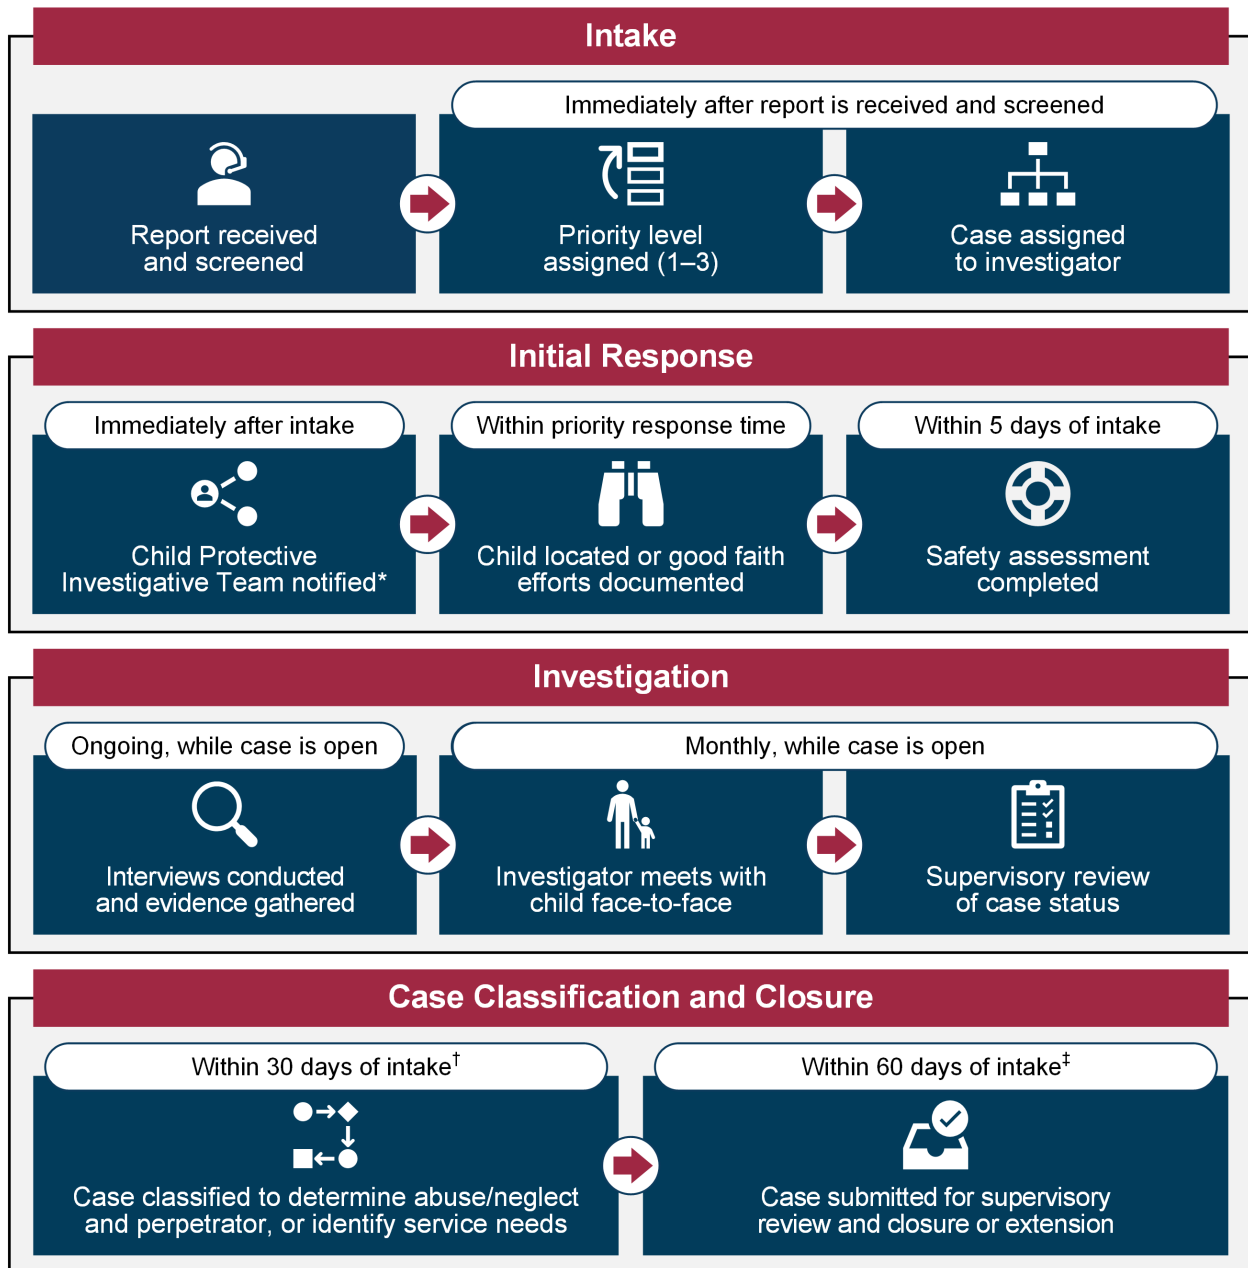 Intake
Immediately after report is received and screened
Report received
and screened
Priority level
assigned (1–3)
Case assigned
to investigator
Initial Response
Immediately after intake
Child Protective
Investigative Team notified*
Within priority response time
Child located or good faith
efforts documented
Within 5 days of intake
Safety assessment
completed
Investigation
Ongoing, while case is open
Interviews conducted
and evidence gathered
Monthly, while case is open
Investigator meets with
child face-to-face
Supervisory review
of case status
Case Classification and Closure
Within 30 days of intake†
Case classified to determine abuse/neglect
and perpetrator, or identify service needs
Within 60 days of intake‡
Case submitted for supervisory
review and closure or extension